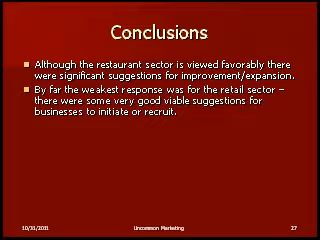 Conclusions
Although the restaurant sector is viewed favorably there
were significant suggestions for improvement/expansion.
By far the weakest response was for the retail sector –
there were some very good viable suggestions for
businesses to initiate or recruit.
10/31/2011 Uncommon Marketing 27